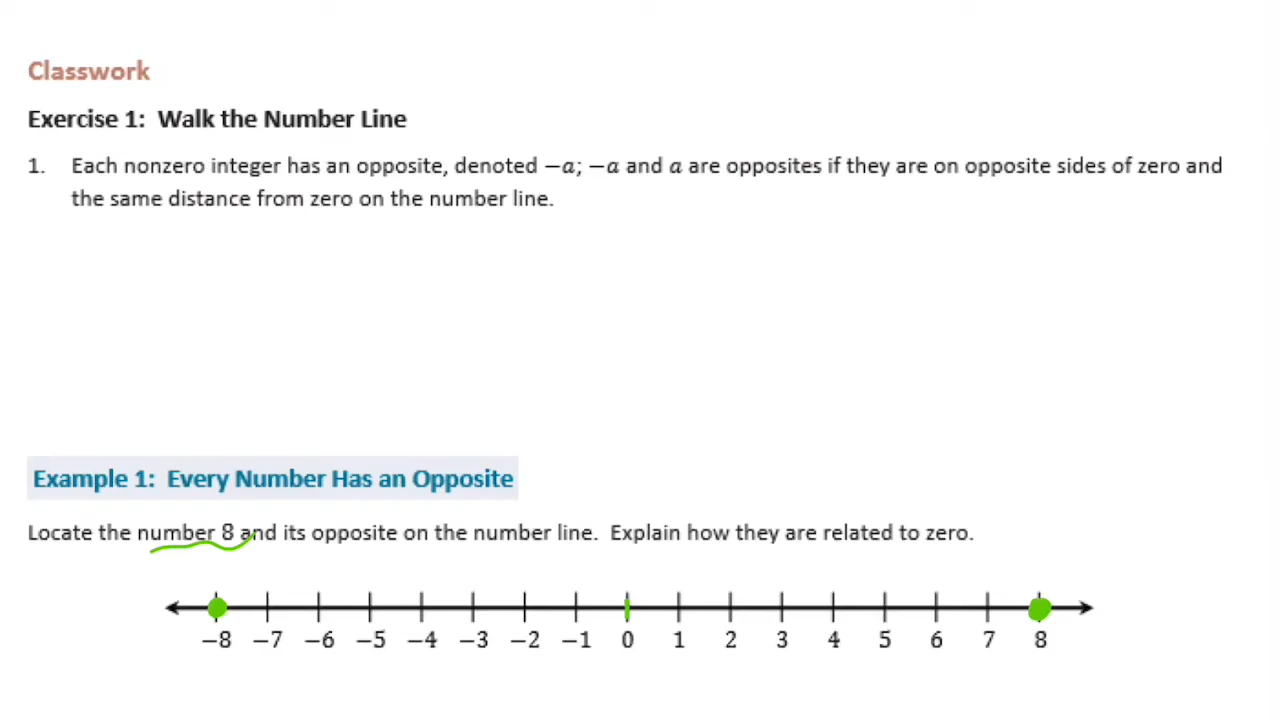 Classwork
Exercise 1:  Walk the Number Line
1. Each nonzero integer has an opposite, denoted −a; −a and a are opposites if they are on opposite sides of zero and
the same distance from zero on the number line.
Example 1:  Every Number Has an Opposite
Locate the number 8 and its opposite on the number line.  Explain how they are related to zero.
−8 −7 −6 −5 −4 −3 −2 −1 0 1 2 3 4 5 6 7 8